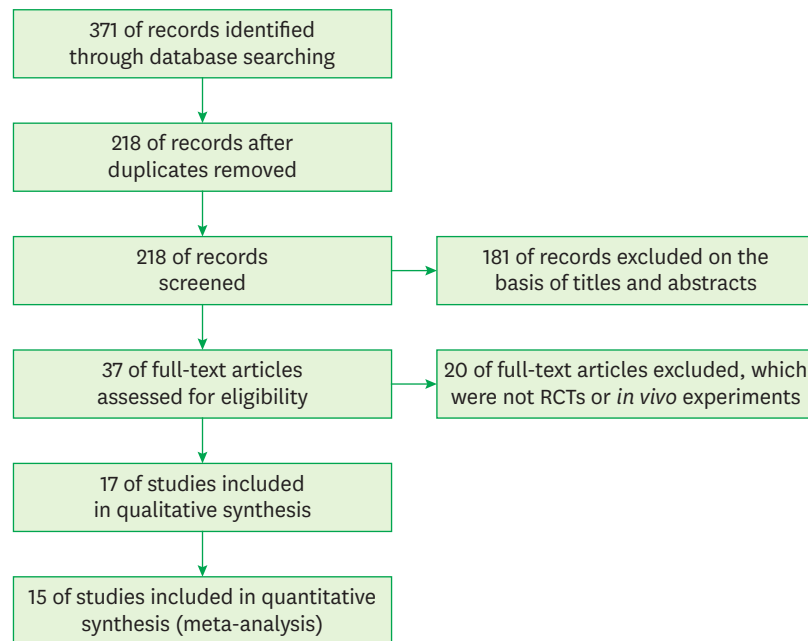 371 of records identified
through database searching
218 of records after
duplicates removed
218 of records
screened
181 of records excluded on the
basis of titles and abstracts
37 of full-text articles
assessed for eligibility
20 of full-text articles excluded, which
were not RCTs or in vivo experiments
17 of studies included
in qualitative synthesis
15 of studies included in quantitative
synthesis (meta-analysis)